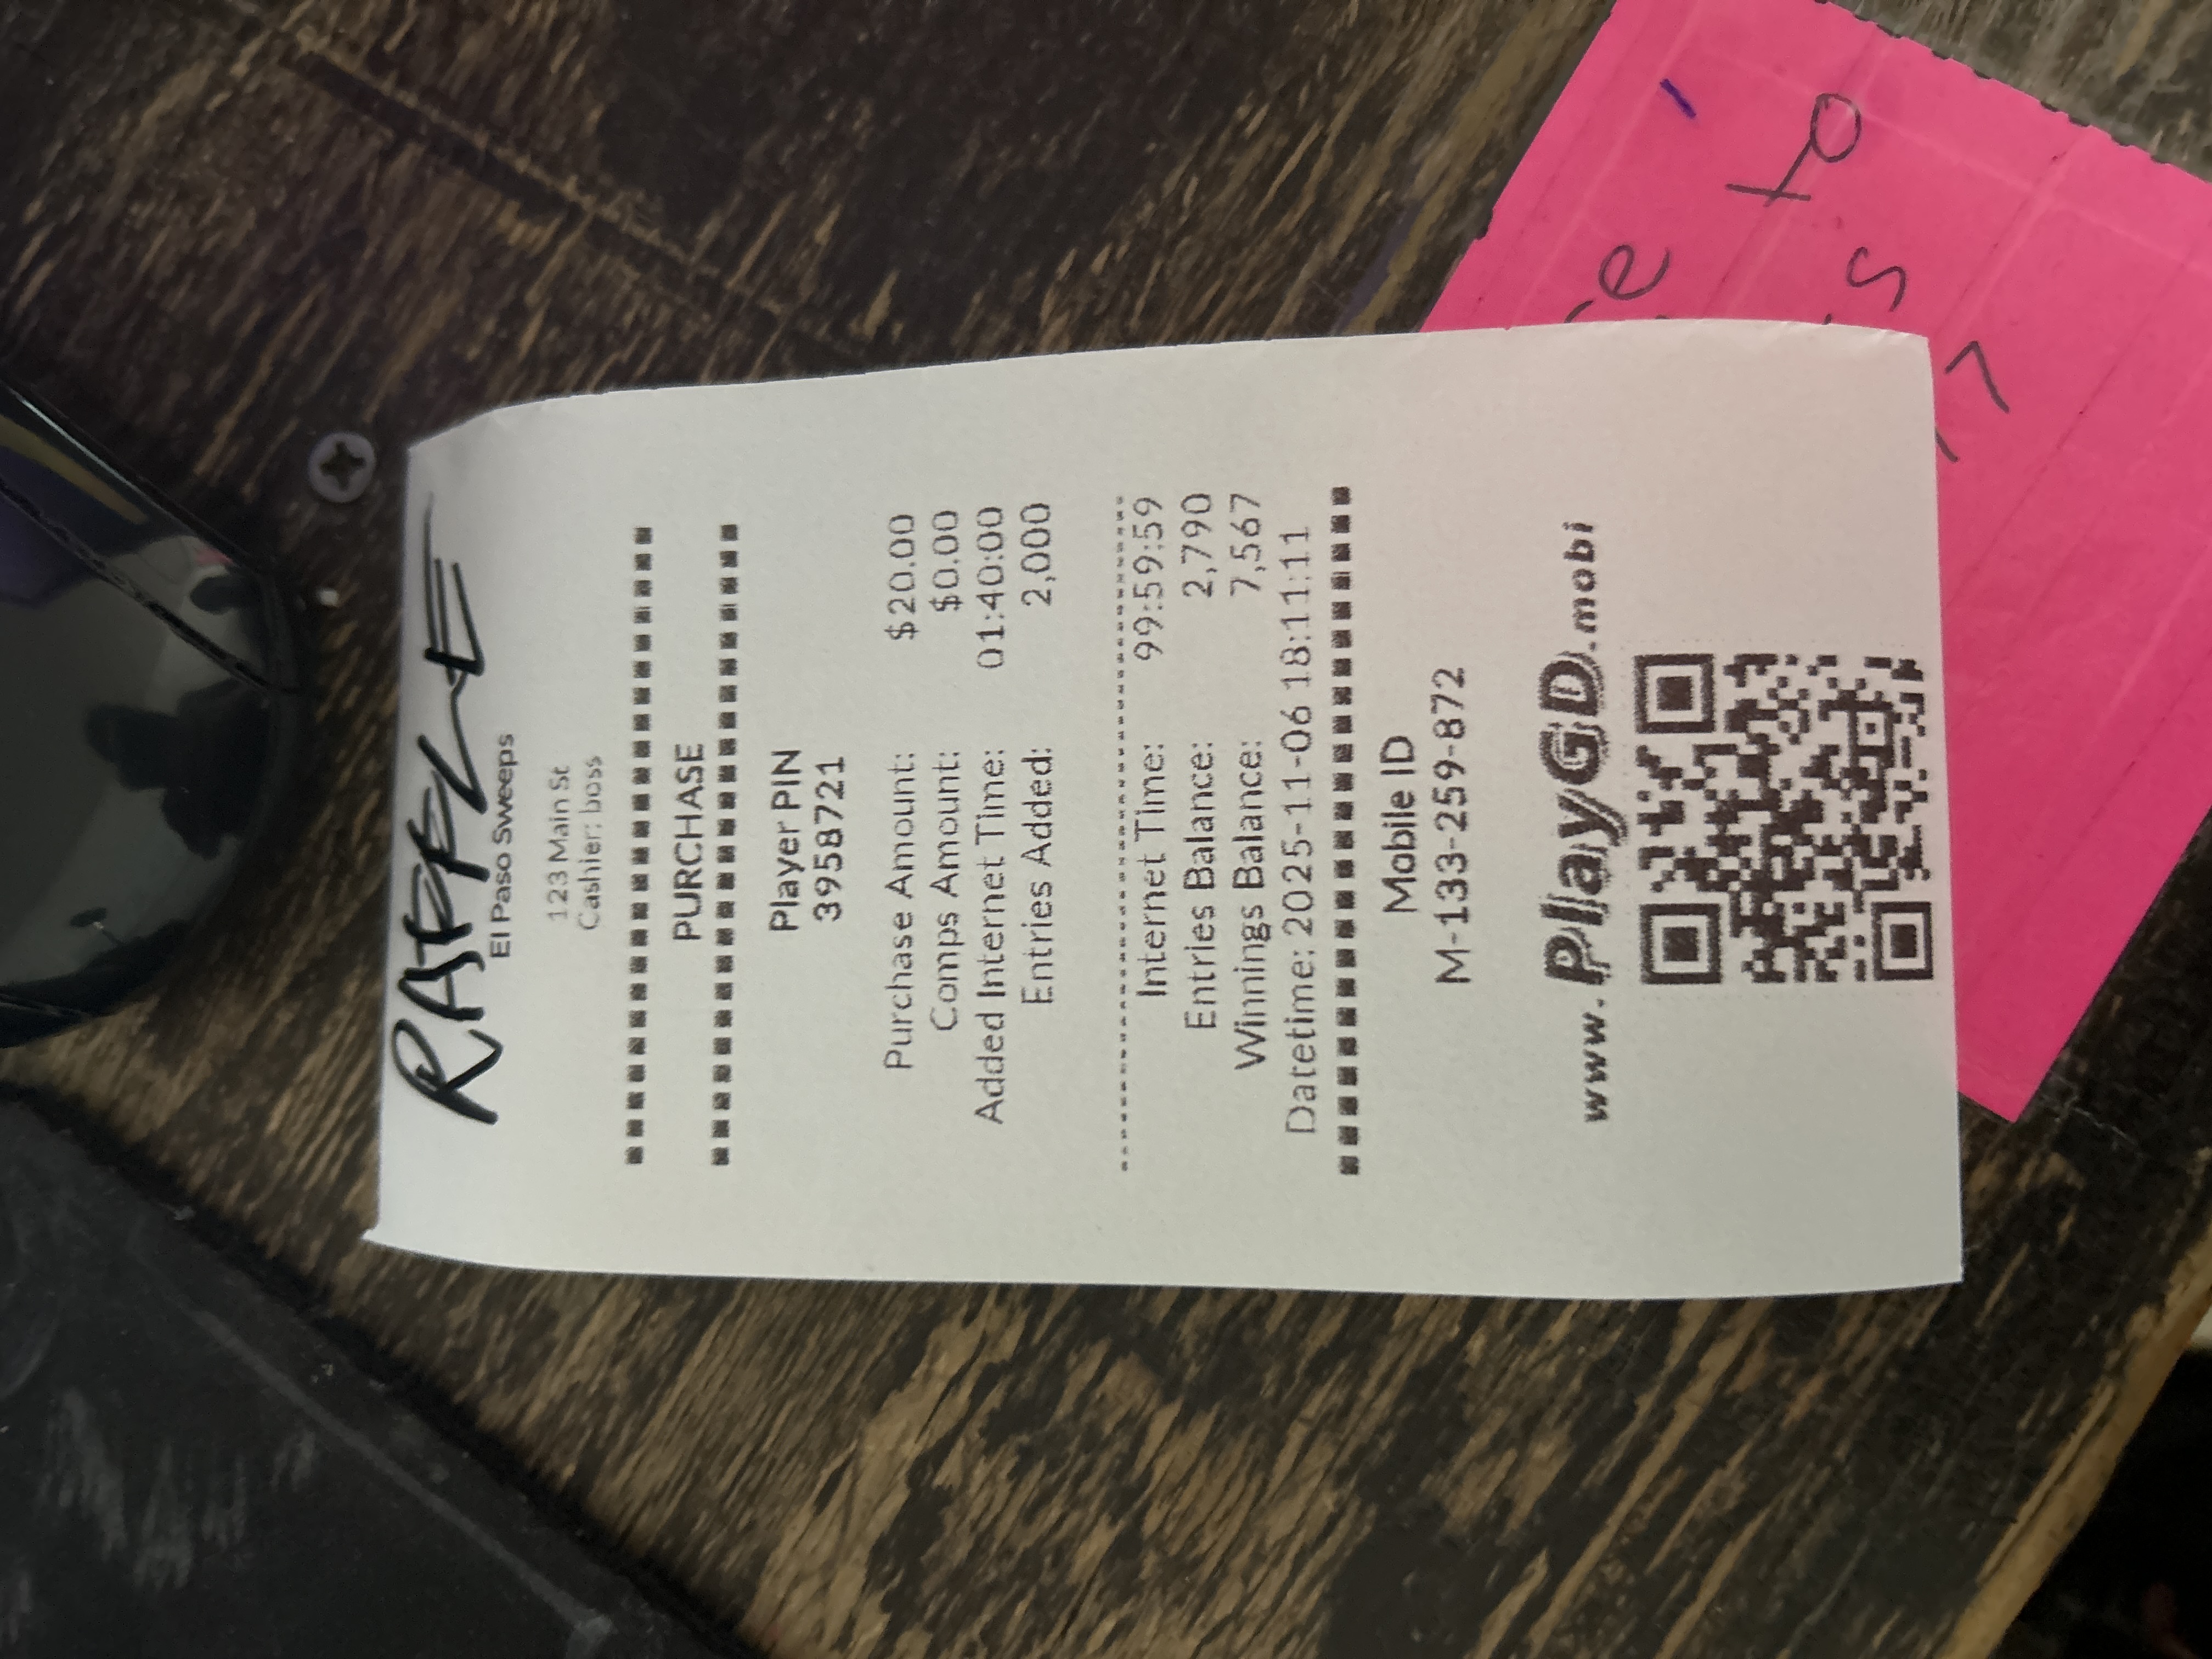 RAFFLE
El Paso Sweeps
123 Main St
Cashier: boss
PURCHASE
Player PIN
3958721
Purchase Amount: $20.00
Comps Amount: $0.00
Added Internet Time: 01:40:00
Entries Added: 2,000
Internet Time: 99:59:59
Entries Balance: 2,790
Winnings Balance: 7,567
Datetime: 2025-11-06 18:11:11
Mobile ID
M-133-259-872
www.PlayGD.mobi
to